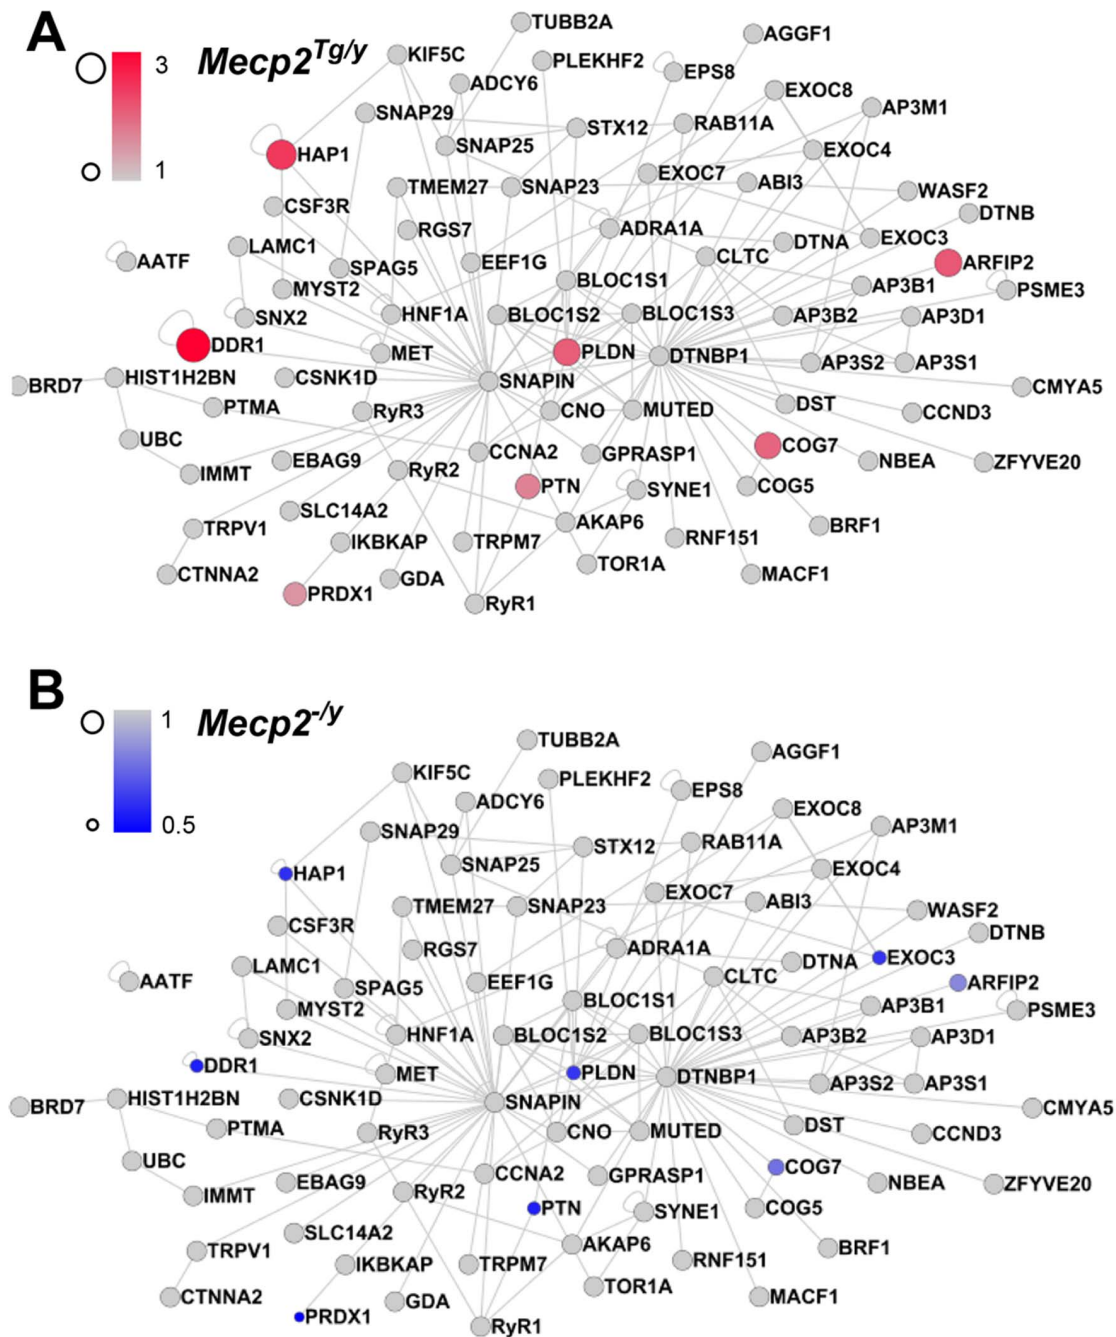 A
3
1
Mecp2Tg/y
TUBB2A
AGGF1
KIF5C
PLEKHF2
EPS8
ADCY6
EXOC8
AP3M1
SNAP29
STX12
RAB11A
SNAP25
EXOC4
HAP1
EXOC7
ABI3
TMEM27
SNAP23
WASF2
CSF3R
DTNB
RGS7
ADRA1A
DTNA
EXOC3
LAMC1
CLTC
AATF
SPAG5
EEF1G
ARFIP2
MYST2
BLOC1S1
AP3B1
PSME3
SNX2
HNF1A
BLOC1S2
BLOC1S3
AP3B2
AP3D1
DDR1
MET
PLDN
DTNBP1
AP3S2
AP3S1
BRD7
HIST1H2BN
CSNK1D
SNAPIN
CMYA5
PTMA
RyR3
CNO
MUTED
DST
CCND3
UBC
CCNA2
GPRASP1
COG7
EBAG9
NBEA
ZFYVE20
IMMT
RyR2
PTN
SYNE1
COG5
SLC14A2
TRPV1
AKAP6
BRF1
IKBKAP
TRPM7
RNF151
TOR1A
CTNNA2
GDA
MACF1
PRDX1
RyR1
B
1
0.5
Mecp2-/y
TUBB2A
AGGF1
KIF5C
PLEKHF2
EPS8
ADCY6
EXOC8
AP3M1
SNAP29
STX12
RAB11A
SNAP25
EXOC4
HAP1
EXOC7
ABI3
TMEM27
SNAP23
WASF2
CSF3R
DTNB
RGS7
ADRA1A
DTNA
EXOC3
LAMC1
CLTC
AATF
SPAG5
EEF1G
ARFIP2
MYST2
BLOC1S1
AP3B1
PSME3
SNX2
HNF1A
BLOC1S2
BLOC1S3
AP3B2
AP3D1
DDR1
MET
PLDN
DTNBP1
AP3S2
AP3S1
BRD7
HIST1H2BN
CSNK1D
SNAPIN
CMYA5
PTMA
RyR3
CNO
MUTED
DST
CCND3
UBC
CCNA2
GPRASP1
COG7
EBAG9
NBEA
ZFYVE20
IMMT
RyR2
PTN
SYNE1
COG5
SLC14A2
TRPV1
AKAP6
BRF1
IKBKAP
TRPM7
RNF151
TOR1A
CTNNA2
GDA
MACF1
PRDX1
RyR1